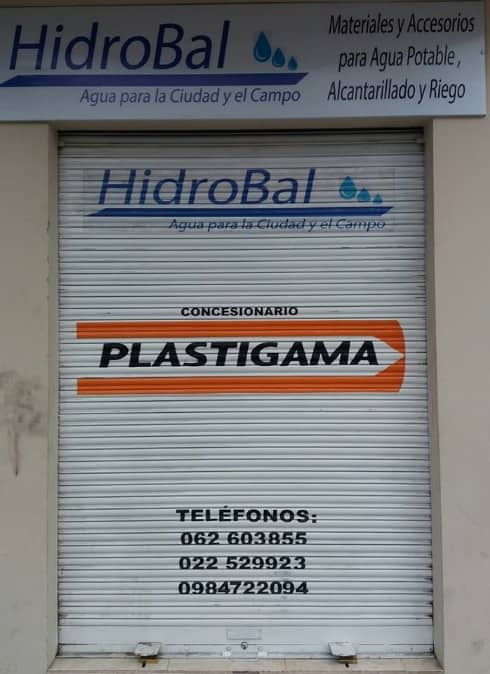 HidroBal
Agua para la Ciudad y el Campo
Materiales y Accesorios
para Agua Potable ,
Alcantarillado y Riego
HidroBal
Agua para la Ciudad y el Campo
CONCESIONARIO
PLASTIGAMA
TELÉFONOS:
062 603855
022 529923
0984722094